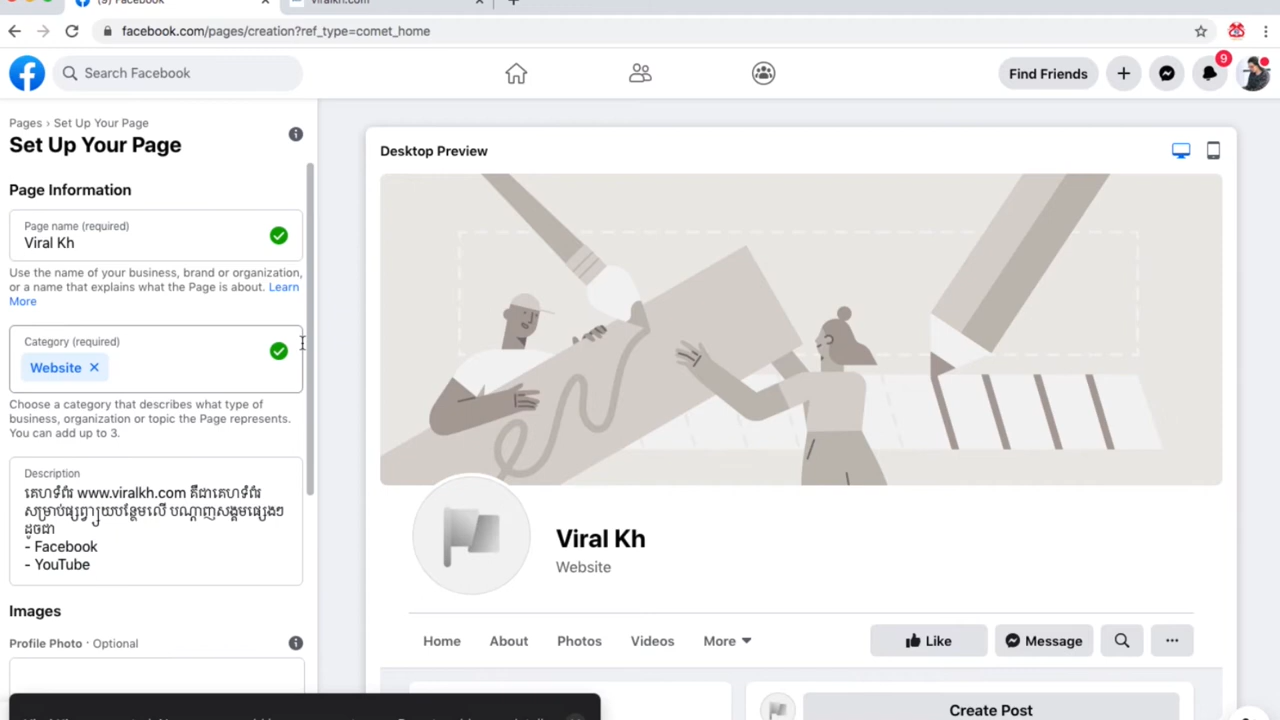 (9) Facebook
viralkh.com
facebook.com/pages/creation?ref_type=comet_home
Search Facebook
Find Friends
9
Pages › Set Up Your Page
Set Up Your Page
Page Information
Page name (required)
Viral Kh
Use the name of your business, brand or organization,
or a name that explains what the Page is about. Learn
More
Category (required)
Website
Choose a category that describes what type of
business, organization or topic the Page represents.
You can add up to 3.
Description
គេហទំព័រ www.viralkh.com គឺជាគេហទំព័រ
សម្រាប់ផ្សព្វផ្សាយបន្ថែមលើ បណ្តាញសង្គមផ្សេងៗ
ដូចជា
- Facebook
- YouTube
Images
Profile Photo · Optional
Desktop Preview
Viral Kh
Website
Home About Photos Videos More Like Message
Create Post